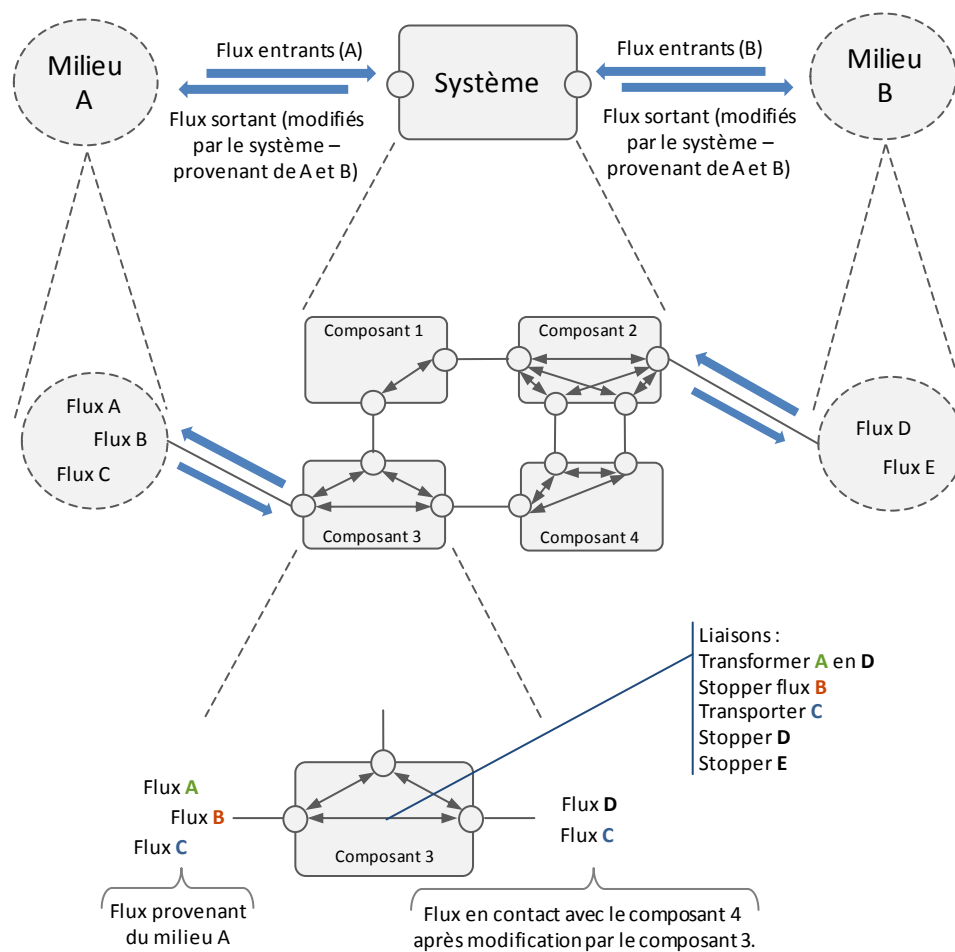 Milieu
A
Flux entrants (A)
Flux sortant (modifiés
par le système –
provenant de A et B)
Système
Flux entrants (B)
Flux sortant (modifiés
par le système –
provenant de A et B)
Milieu
B
Composant 1
Composant 2
Flux A
Flux B
Flux C
Flux D
Flux E
Composant 3
Composant 4
Liaisons :
Transformer A en D
Stopper flux B
Transporter C
Stopper D
Stopper E
Flux A
Flux B
Flux C
Composant 3
Flux D
Flux C
Flux provenant
du milieu A
Flux en contact avec le composant 4
après modification par le composant 3.